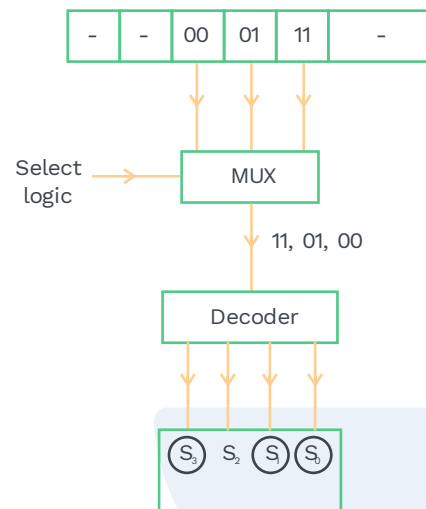 - - 00 01 11 -
Select
logic
MUX
11, 01, 00
Decoder
S₃ S₂ S₁ S₀